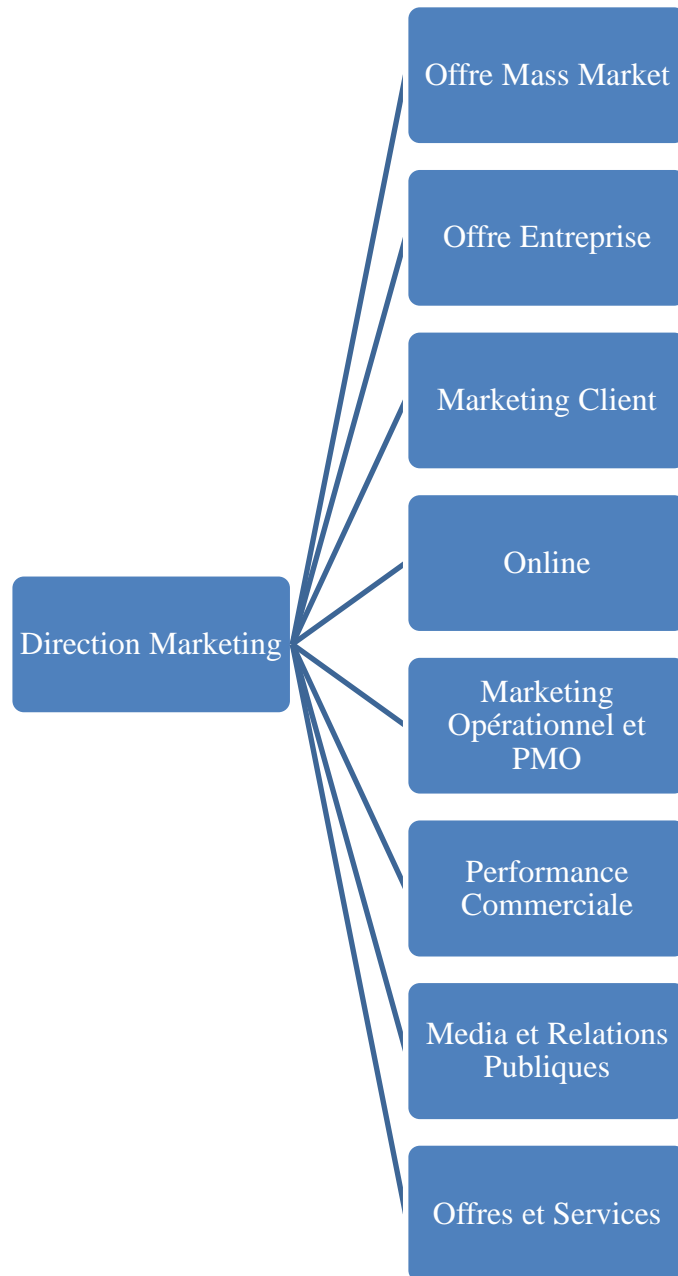 Offre Mass Market
Offre Entreprise
Marketing Client
Online
Direction Marketing
Marketing
Opérationnel et
PMO
Performance
Commerciale
Media et Relations
Publiques
Offres et Services